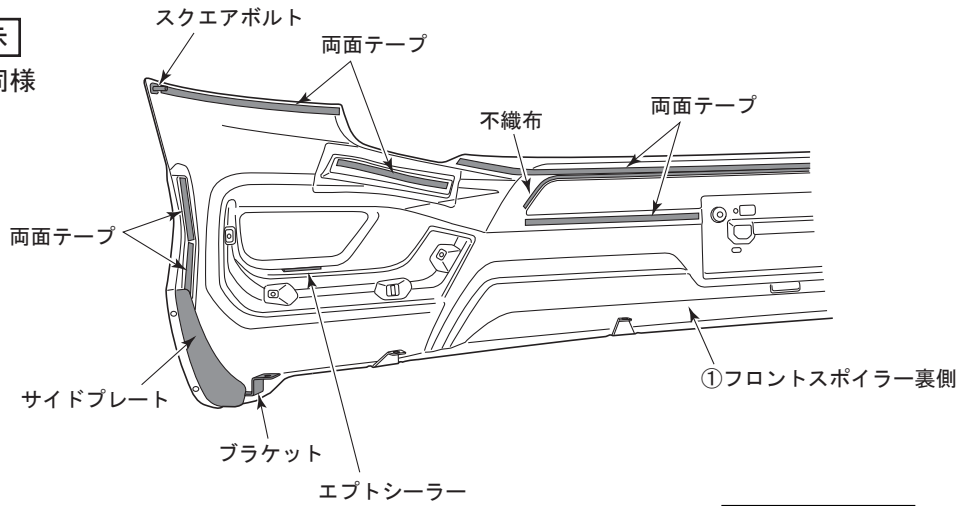 スクエアボルト
同様
両面テープ
両面テープ
不織布
両面テープ
①フロントスポイラー裏側
サイドプレート
ブラケット
エプトシーラー